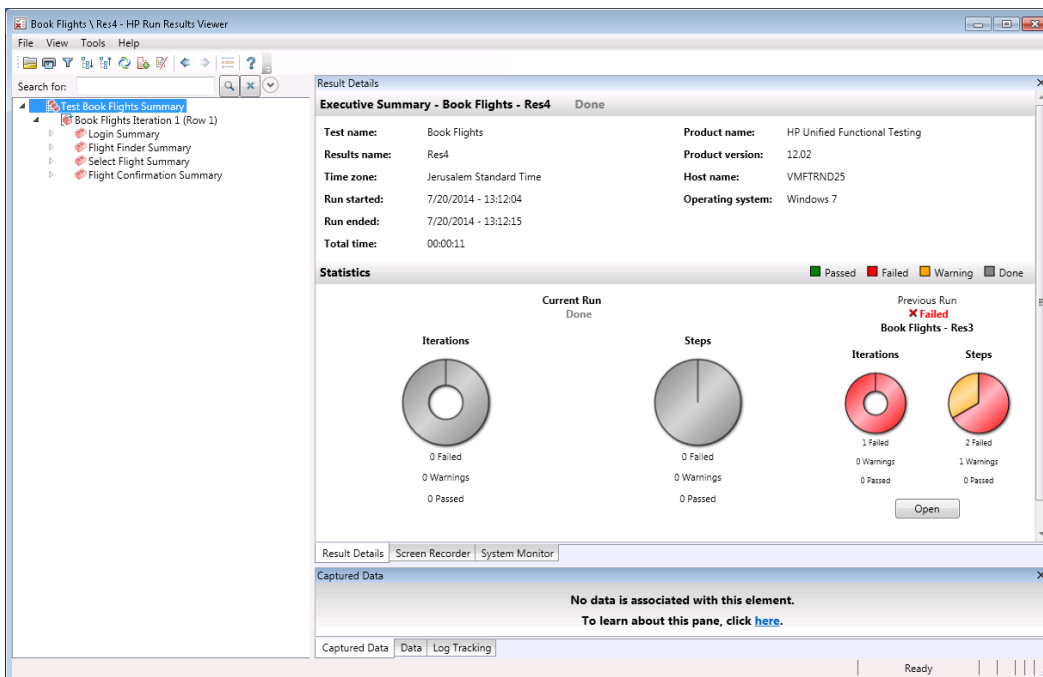 Book Flights \ Res4 - HP Run Results Viewer
File View Tools Help
Search for:
Test Book Flights Summary
Book Flights Iteration 1 (Row 1)
Login Summary
Flight Finder Summary
Select Flight Summary
Flight Confirmation Summary
Result Details
Executive Summary - Book Flights - Res4 Done
Test name: Book Flights Product name: HP Unified Functional Testing
Results name: Res4 Product version: 12.02
Time zone: Jerusalem Standard Time Host name: VMFTRND25
Run started: 7/20/2014 - 13:12:04 Operating system: Windows 7
Run ended: 7/20/2014 - 13:12:15
Total time: 00:00:11
Statistics Passed Failed Warning Done
Current Run
Done
Iterations Steps
0 Failed 0 Failed
0 Warnings 0 Warnings
0 Passed 0 Passed
Previous Run
Failed
Book Flights - Res3
Iterations Steps
1 Failed 2 Failed
0 Warnings 1 Warnings
0 Passed 0 Passed
Open
Result Details Screen Recorder System Monitor
Captured Data
No data is associated with this element.
To learn about this pane, click here.
Captured Data Data Log Tracking
Ready